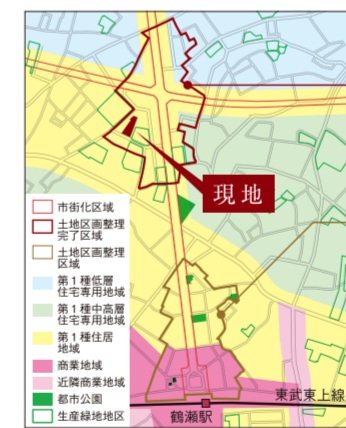 現地
市街化区域
土地区画整理
完了区域
土地区画整理
区域
第1種低層
住宅専用地域
第1種中高層
住宅専用地域
第1種住居
地域
商業地域
近隣商業地域
都市公園
生産緑地地区
東武東上線
鶴瀬駅